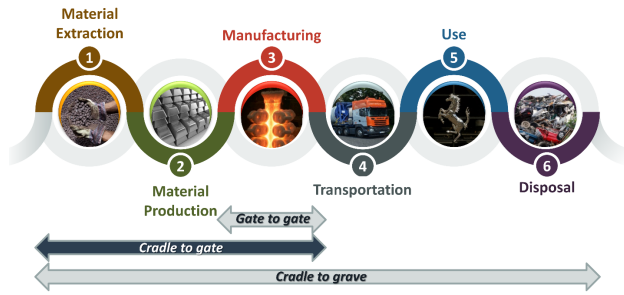 Material
Extraction
1
2
Material
Production
Manufacturing
3
4
Transportation
Use
5
6
Disposal
Gate to gate
Cradle to gate
Cradle to grave